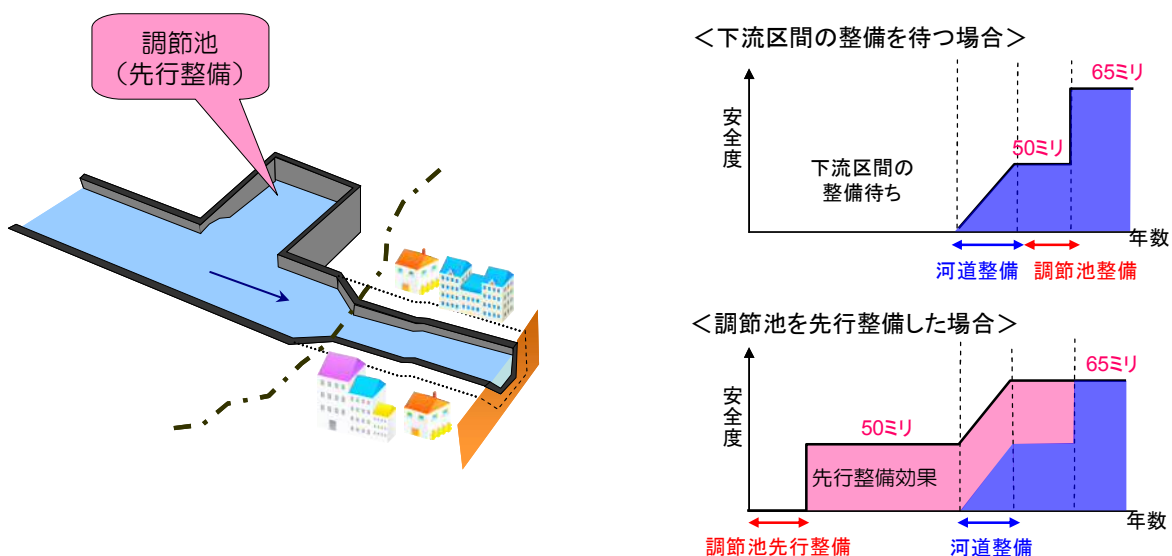 調節池
（先行整備）
＜下流区間の整備を待つ場合＞
65ミリ
安全度
50ミリ
下流区間の
整備待ち
年数
河道整備
調節池整備
＜調節池を先行整備した場合＞
65ミリ
安全度
50ミリ
先行整備効果
年数
調節池先行整備
河道整備